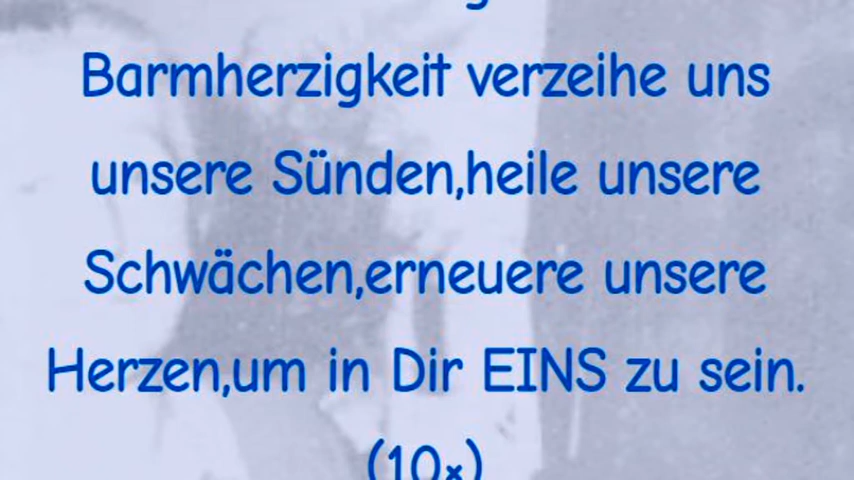 Barmherzigkeit verzeihe uns
unsere Sünden,heile unsere
Schwächen,erneuere unsere
Herzen,um in Dir EINS zu sein.
(10x)